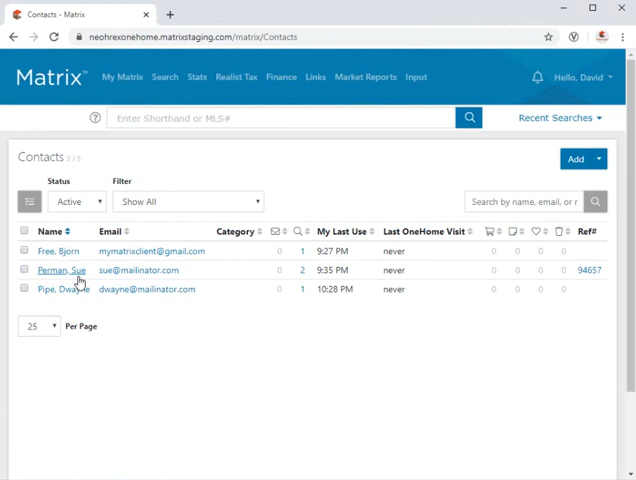 Contacts - Matrix
neohrexonehome.matrixstaging.com/matrix/Contacts
Matrix™ My Matrix Search Stats Realist Tax Finance Links Market Reports Input Hello, David
Enter Shorthand or MLS# Recent Searches
Contacts 3 / 5 Add
Status Filter
Active Show All Search by name, email, or r
Name Email Category My Last Use Last OneHome Visit Ref#
Free, Bjorn mymatrixclient@gmail.com 0 1 9:27 PM never 0 0 0 0
Perman, Sue sue@mailinator.com 0 2 9:35 PM never 0 0 0 0 94657
Pipe, Dwayne dwayne@mailinator.com 0 1 10:28 PM never 0 0 0 0
25 Per Page